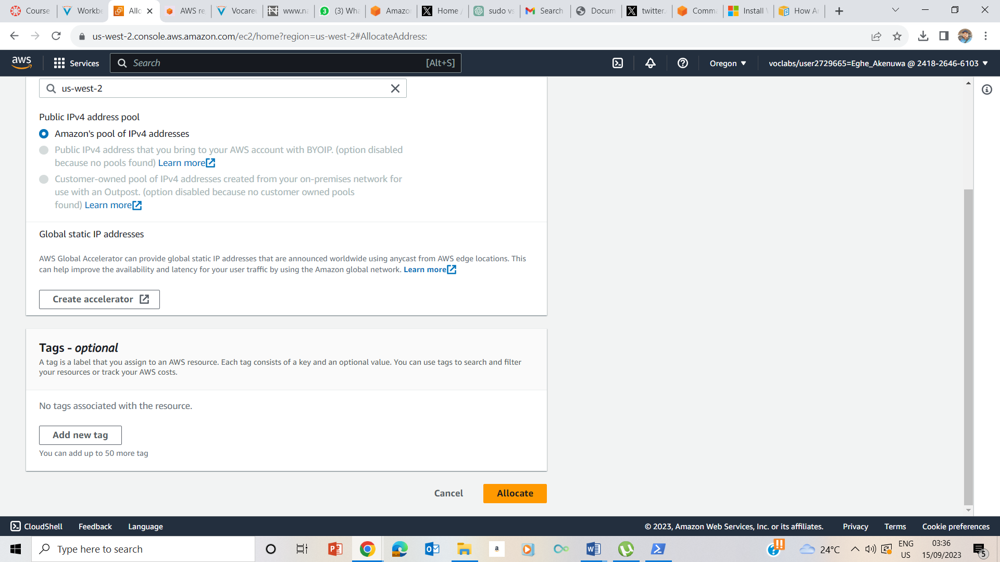 Course
Workbe
Allo
AWS re
Vocareu
www.na
(3) Wha
Amazo
Home /
sudo vs
Search
Docum
twitter.
Comma
Install
How A
us-west-2.console.aws.amazon.com/ec2/home?region=us-west-2#AllocateAddress:
aws
Services
Search
[Alt+S]
Oregon
voclabs/user2729665=Eghe_Akenuwa @ 2418-2646-6103
us-west-2
Public IPv4 address pool
Amazon's pool of IPv4 addresses
Public IPv4 address that you bring to your AWS account with BYOIP. (option disabled
because no pools found) Learn more
Customer-owned pool of IPv4 addresses created from your on-premises network for
use with an Outpost. (option disabled because no customer owned pools
found) Learn more
Global static IP addresses
AWS Global Accelerator can provide global static IP addresses that are announced worldwide using anycast from AWS edge locations. This
can help improve the availability and latency for your user traffic by using the Amazon global network. Learn more
Create accelerator
Tags - optional
A tag is a label that you assign to an AWS resource. Each tag consists of a key and an optional value. You can use tags to search and filter
your resources or track your AWS costs.
No tags associated with the resource.
Add new tag
You can add up to 50 more tag
Cancel
Allocate
CloudShell
Feedback
Language
© 2023, Amazon Web Services, Inc. or its affiliates.
Privacy
Terms
Cookie preferences
Type here to search
24°C
ENG
US
03:36
15/09/2023
5